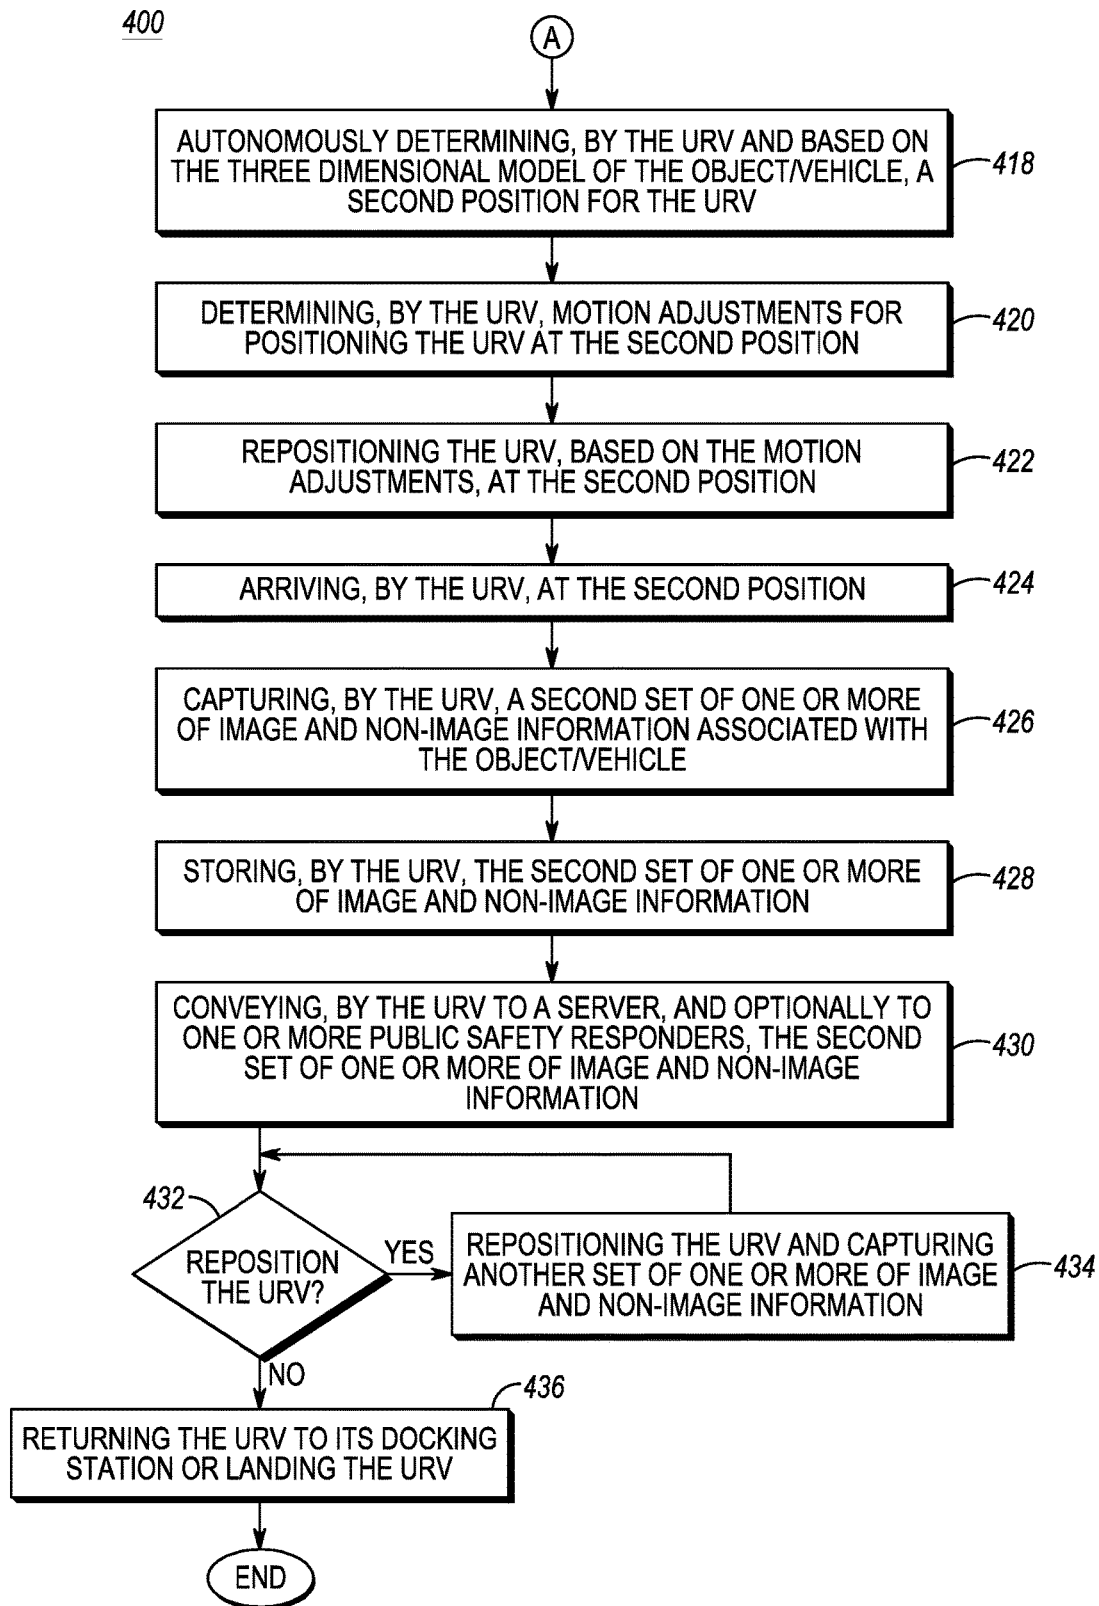 400
A
AUTONOMOUSLY DETERMINING, BY THE URV AND BASED ON
THE THREE DIMENSIONAL MODEL OF THE OBJECT/VEHICLE, A
SECOND POSITION FOR THE URV
418
DETERMINING, BY THE URV, MOTION ADJUSTMENTS FOR
POSITIONING THE URV AT THE SECOND POSITION
420
REPOSITIONING THE URV, BASED ON THE MOTION
ADJUSTMENTS, AT THE SECOND POSITION
422
ARRIVING, BY THE URV, AT THE SECOND POSITION
424
CAPTURING, BY THE URV, A SECOND SET OF ONE OR MORE
OF IMAGE AND NON-IMAGE INFORMATION ASSOCIATED WITH
THE OBJECT/VEHICLE
426
STORING, BY THE URV, THE SECOND SET OF ONE OR MORE
OF IMAGE AND NON-IMAGE INFORMATION
428
CONVEYING, BY THE URV TO A SERVER, AND OPTIONALLY TO
ONE OR MORE PUBLIC SAFETY RESPONDERS, THE SECOND
SET OF ONE OR MORE OF IMAGE AND NON-IMAGE
INFORMATION
430
432
REPOSITION
THE URV?
YES
REPOSITIONING THE URV AND CAPTURING
ANOTHER SET OF ONE OR MORE OF IMAGE
AND NON-IMAGE INFORMATION
434
NO
436
RETURNING THE URV TO ITS DOCKING
STATION OR LANDING THE URV
END